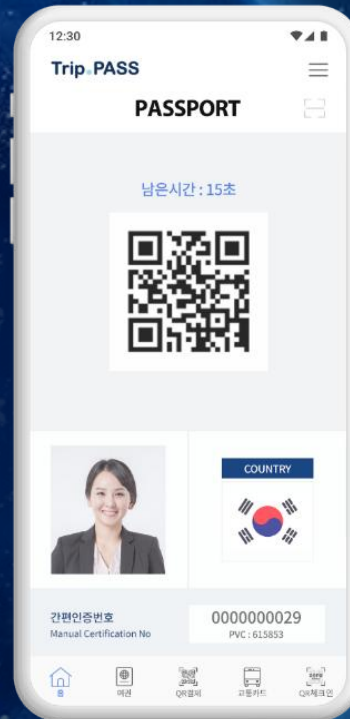 12:30
Trip.PASS
PASSPORT
남은시간 : 15초
COUNTRY
간편인증번호
Manual Certification No
0000000029
PVC : 615853
홈
여권
QR결제
교통카드
QR체크인